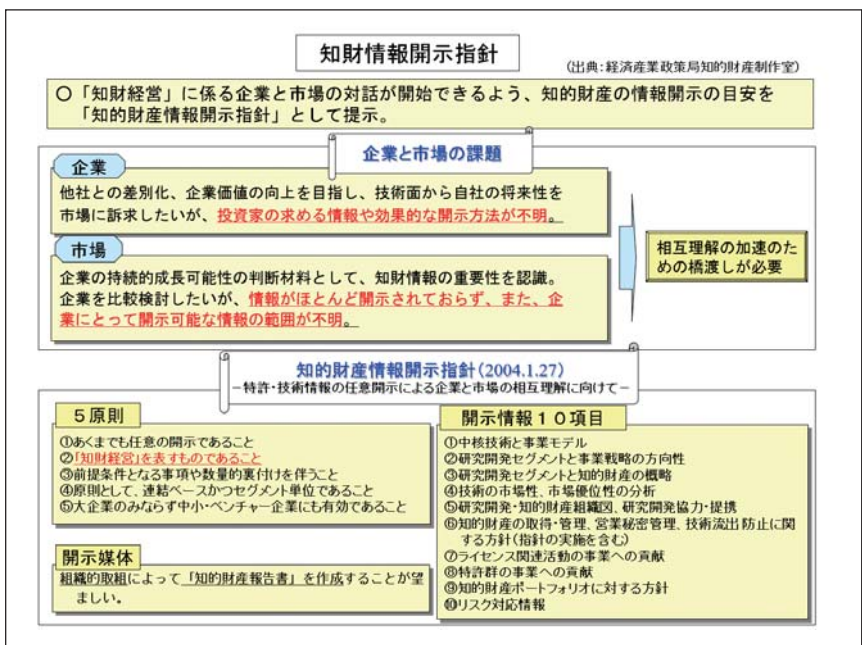 知財情報開示指針
(出典:経済産業政策局知的財産制作室)
○「知財経営」に係る企業と市場の対話が開始できるよう、知的財産の情報開示の目安を
「知的財産情報開示指針」として提示。
企業と市場の課題
企業
他社との差別化、企業価値の向上を目指し、技術面から自社の将来性を
市場に訴求したいが、投資家の求める情報や効果的な開示方法が不明。
市場
企業の持続的成長可能性の判断材料として、知財情報の重要性を認識。
企業を比較検討したいが、情報がほとんど開示されておらず、また、企
業にとって開示可能な情報の範囲が不明。
相互理解の加速のた
めの橋渡しが必要
知的財産情報開示指針(2004.1.27)
-特許・技術情報の任意開示による企業と市場の相互理解に向けて-
5原則
①あくまでも任意の開示であること
②「知財経営」を表すものであること
③前提条件となる事項や数量的裏付けを伴うこと
④原則として、連結ベースかつセグメント単位であること
⑤大企業のみならず中小・ベンチャー企業にも有効であること
開示媒体
組織的取組によって「知的財産報告書」を作成することが望
ましい。
開示情報10項目
①中核技術と事業モデル
②研究開発セグメントと事業戦略の方向性
③研究開発セグメントと知的財産の概略
④技術の市場性、市場優位性の分析
⑤研究開発・知的財産組織図、研究開発協力・提携
⑥知的財産の取得・管理、営業秘密管理、技術流出防止に関
する方針(指針の実施を含む)
⑦ライセンス関連活動の事業への貢献
⑧特許群の事業への貢献
⑨知的財産ポートフォリオに対する方針
⑩リスク対応情報